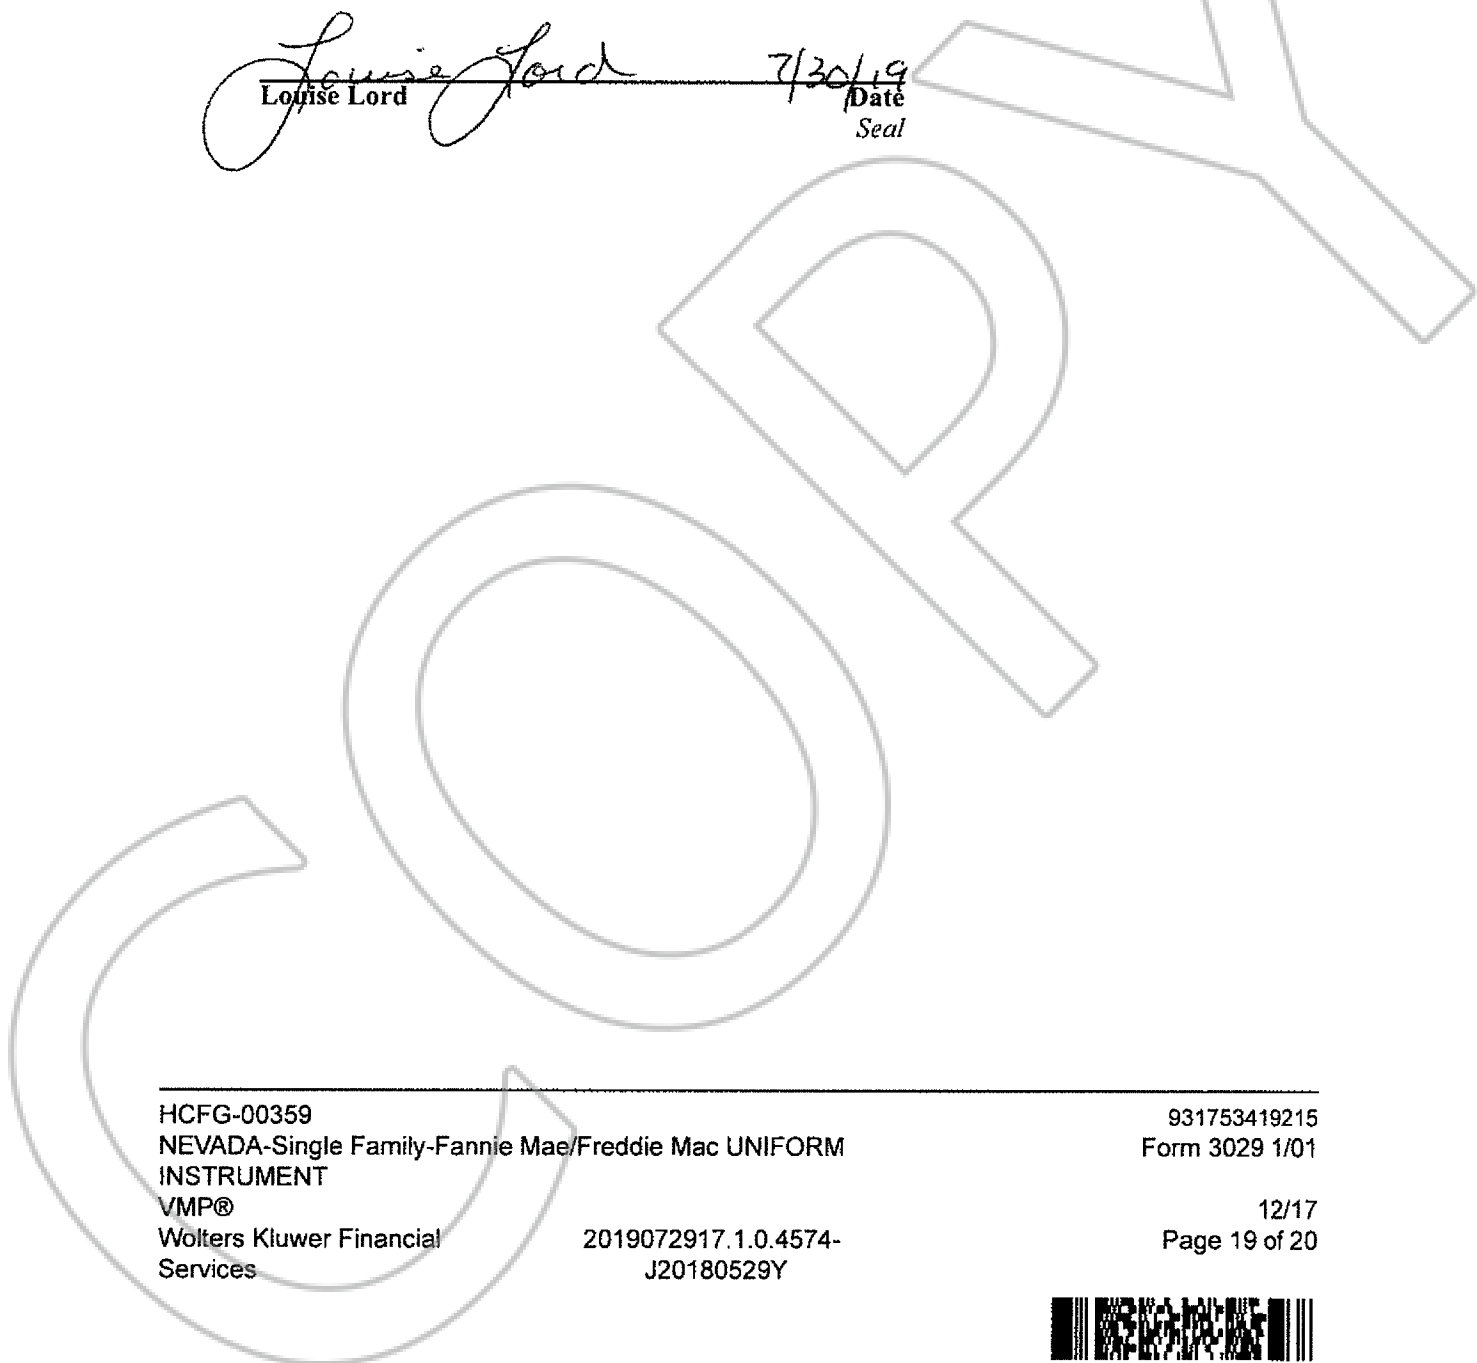 Louise Lord 7/30/19
Louise Lord Date
Seal
COPY
HCFG-00359 931753419215
NEVADA-Single Family-Fannie Mae/Freddie Mac UNIFORM Form 3029 1/01
INSTRUMENT
VMP® 12/17
Wolters Kluwer Financial 2019072917.1.0.4574- Page 19 of 20
Services J20180529Y